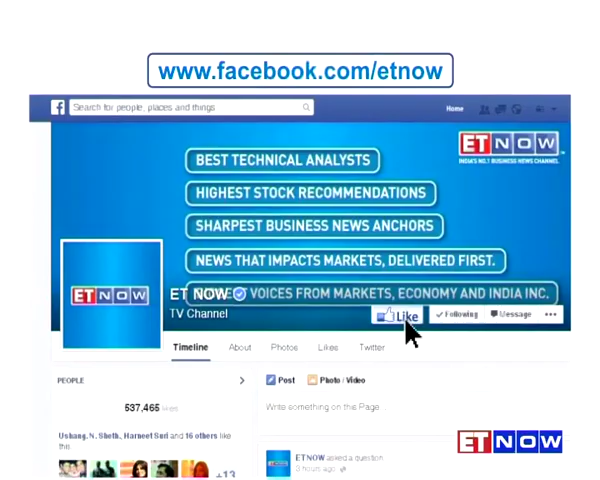 www.facebook.com/etnow
Search for people, places and things
Home
ET NOW
INDIA'S NO.1 BUSINESS NEWS CHANNEL
BEST TECHNICAL ANALYSTS
HIGHEST STOCK RECOMMENDATIONS
SHARPEST BUSINESS NEWS ANCHORS
NEWS THAT IMPACTS MARKETS, DELIVERED FIRST.
VOICES FROM MARKETS, ECONOMY AND INDIA INC.
ET NOW
ET NOW
TV Channel
Like
Following
Message
Timeline About Photos Likes Twitter
PEOPLE
537,465 likes
Ushang. N. Sheth, Harneet Suri and 16 others like
this
+13
Post Photo / Video
Write something on this Page
ETNOW asked a question
3 hours ago
ET NOW